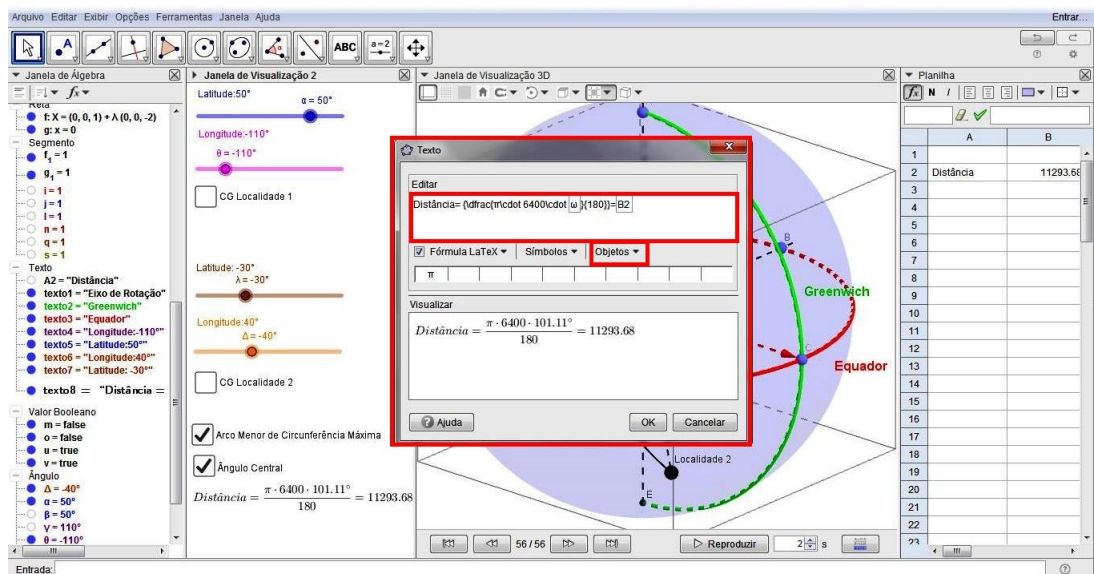 Arquivo Editar Exibir Opções Ferramentas Janela Ajuda
Entrar...
ABC
a=2
Janela de Álgebra
Janela de Visualização 2
Janela de Visualização 3D
Planilha
Reta
f: X = (0, 0, 1) + λ (0, 0, -2)
g: x = 0
Segmento
f₁ = 1
g₁ = 1
i = 1
j = 1
l = 1
n = 1
q = 1
s = 1
Texto
A2 = "Distância"
texto1 = "Eixo de Rotação"
texto2 = "Greenwich"
texto3 = "Equador"
texto4 = "Longitude:-110°"
texto5 = "Latitude:50°"
texto6 = "Longitude:40°"
texto7 = "Latitude: -30°"
texto8 = "Distância =
Valor Booleano
m = false
o = false
u = true
v = true
Ângulo
Δ = -40°
α = 50°
β = 50°
γ = 110°
θ = -110°
Latitude:50°
α = 50°
Longitude:-110°
θ = -110°
CG Localidade 1
Latitude: -30°
λ = -30°
Longitude:40°
Δ = -40°
CG Localidade 2
Arco Menor de Circunferência Máxima
Ângulo Central
Distância = π · 6400 · 101.11° / 180 = 11293.68
Texto
Editar
Distância= {\dfrac{π\cdot 6400\cdot ω }{180}}= B2
Fórmula LaTeX
Símbolos
Objetos
π
Visualizar
Distância = π · 6400 · 101.11° / 180 = 11293.68
Ajuda
OK
Cancelar
B
Greenwich
C
Equador
Localidade 2
E
56 / 56
Reproduzir
2 s
fx N I
A B
1
2 Distância 11293.68
3
4
5
6
7
8
9
10
11
12
13
14
15
16
17
18
19
20
21
22
23
Entrada: